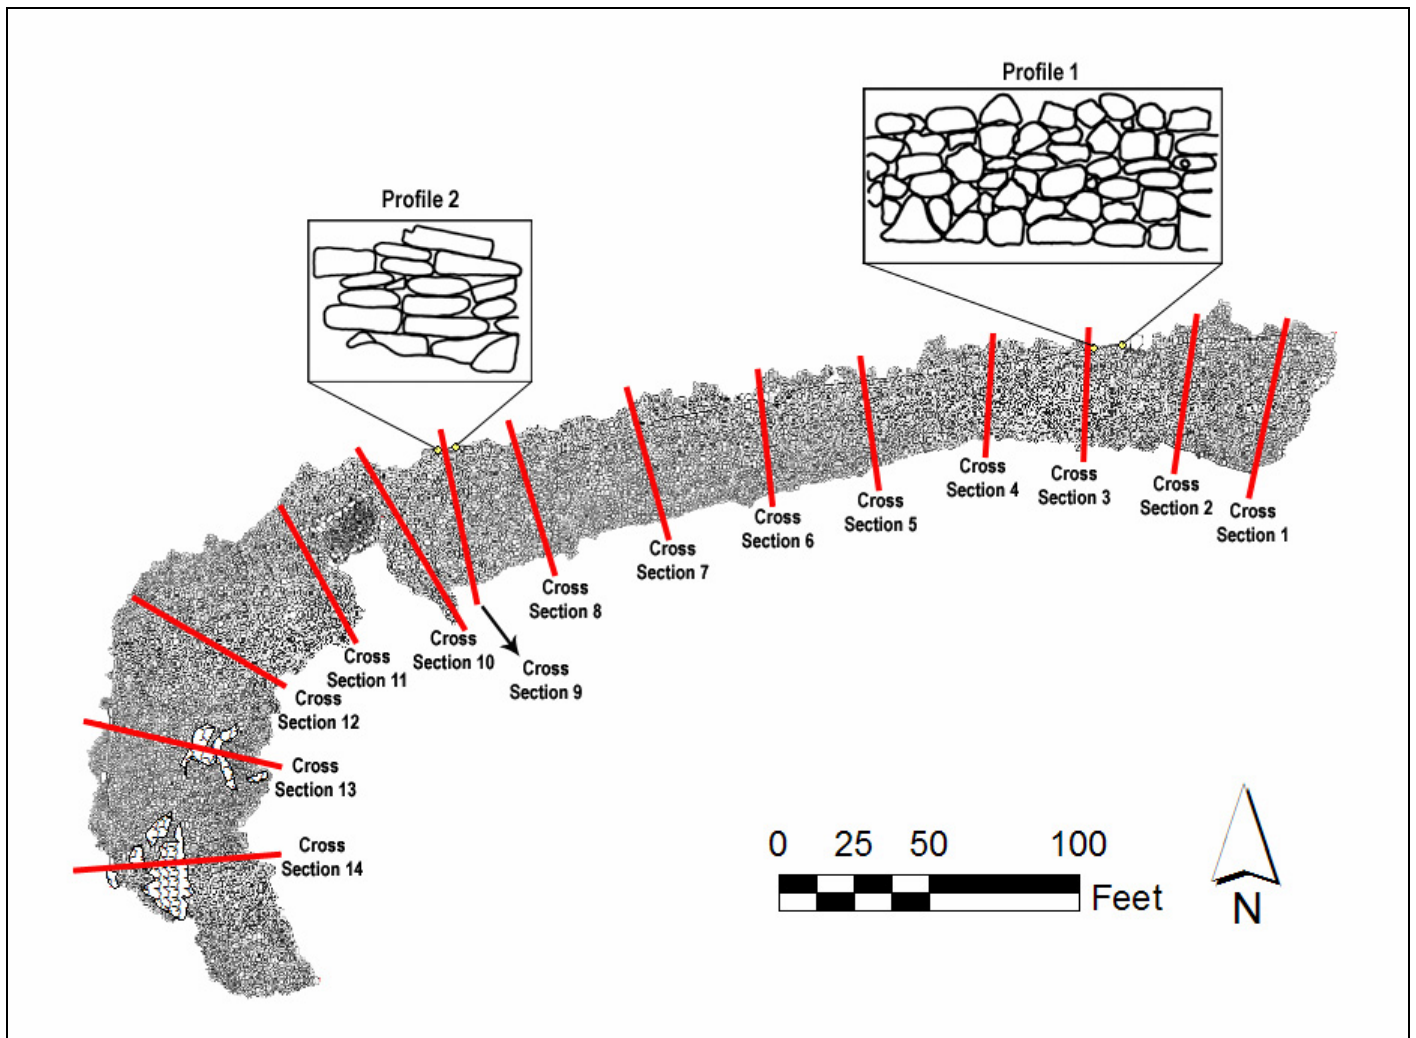 Profile 1
Profile 2
Cross
Section 4
Cross
Section 3
Cross
Section 2
Cross
Section 1
Cross
Section 5
Cross
Section 6
Cross
Section 7
Cross
Section 8
Cross
Section 10
Cross
Section 9
Cross
Section 11
Cross
Section 12
Cross
Section 13
Cross
Section 14
0 25 50 100
Feet
N